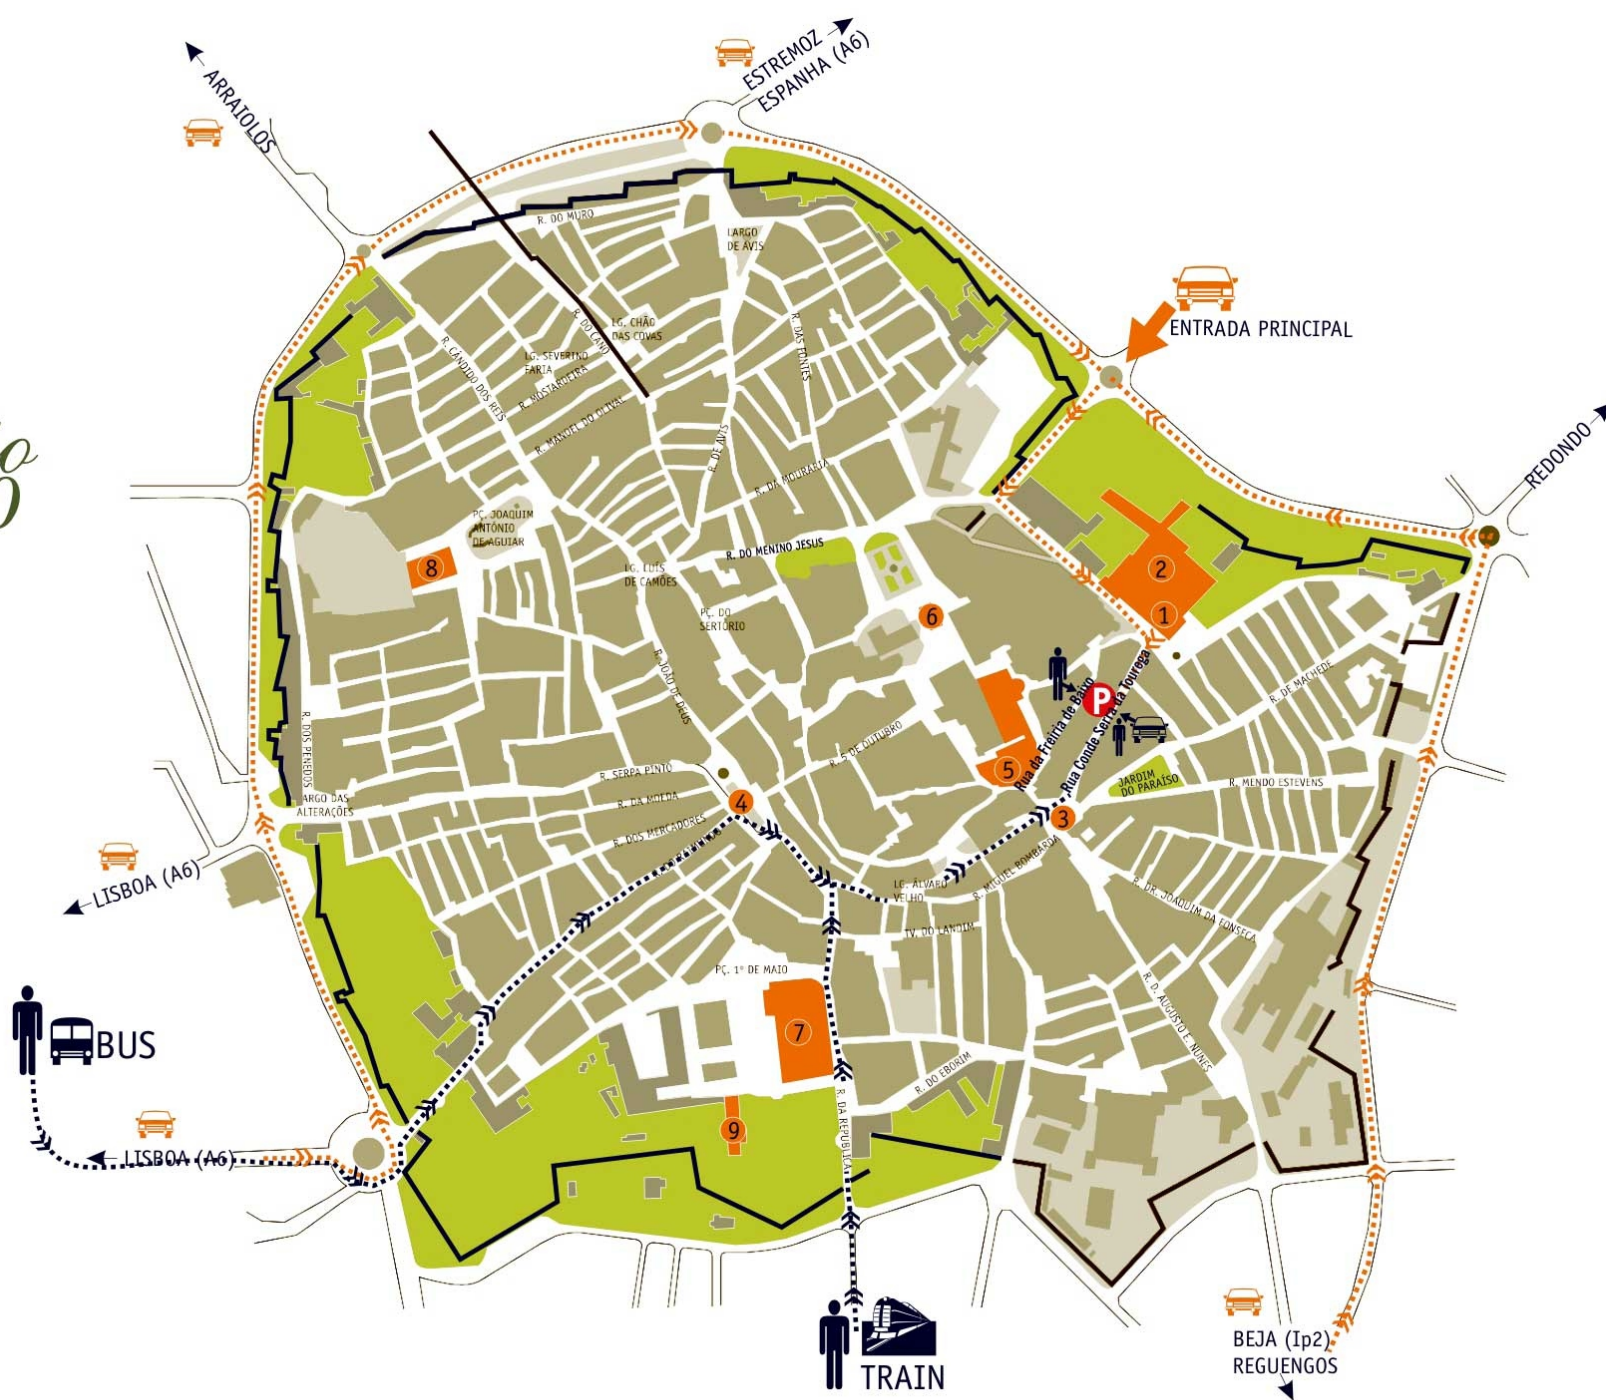 ESTREMOZ
ESPANHA (A6)
ARRAIOLOS
ENTRADA PRINCIPAL
REDONDO
R. DO MURO
LARGO
DE ÁVIS
R. DO CANO
LG. CHÃO
DAS COVAS
R. DAS FONTES
LG. SEVERINO
FARIA
R. CÂNDIDO DOS REIS
R. MOSTARDEIRA
R. MANOEL DO OLIVAL
R. DE AVIS
R. DA MOURARIA
PÇ. JOAQUIM
ANTÓNIO
DE AGUIAR
R. DO MENINO JESUS
8
LG. LUÍS
DE CAMÕES
2
1
6
PÇ. DO
SERTÓRIO
R. JOÃO DE DEUS
P
Rua da Freiria de Baixo
Rua Conde Serra da Tourega
R. DE MACHEDE
R. DOS PENEDOS
R. 5 DE OUTUBRO
5
R. SERPA PINTO
JARDIM
DO PARAÍSO
R. MENDO ESTEVENS
ARGO DAS
ALTERAÇÕES
R. DA MOEDA
4
3
R. DOS MERCADORES
R. MIGUEL BOMBARDA
LISBOA (A6)
LG. ÁLVARO
VELHO
R. DR. JOAQUIM DA FONSECA
TV. DO LANDIM
PÇ. 1º DE MAIO
R. D. AUGUSTO E. NUNES
7
BUS
R. DO EBORIM
R. DA REPUBLICA
9
LISBOA (A6)
BEJA (Ip2)
REGUENGOS
TRAIN